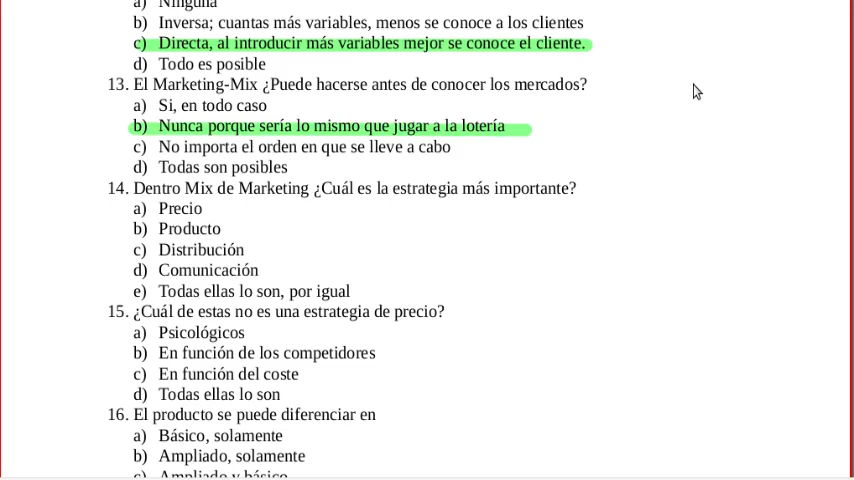 a) Ninguna
b) Inversa; cuantas más variables, menos se conoce a los clientes
c) Directa, al introducir más variables mejor se conoce el cliente.
d) Todo es posible
13. El Marketing-Mix ¿Puede hacerse antes de conocer los mercados?
a) Si, en todo caso
b) Nunca porque sería lo mismo que jugar a la lotería
c) No importa el orden en que se lleve a cabo
d) Todas son posibles
14. Dentro Mix de Marketing ¿Cuál es la estrategia más importante?
a) Precio
b) Producto
c) Distribución
d) Comunicación
e) Todas ellas lo son, por igual
15. ¿Cuál de estas no es una estrategia de precio?
a) Psicológicos
b) En función de los competidores
c) En función del coste
d) Todas ellas lo son
16. El producto se puede diferenciar en
a) Básico, solamente
b) Ampliado, solamente
c) Ampliado y básico